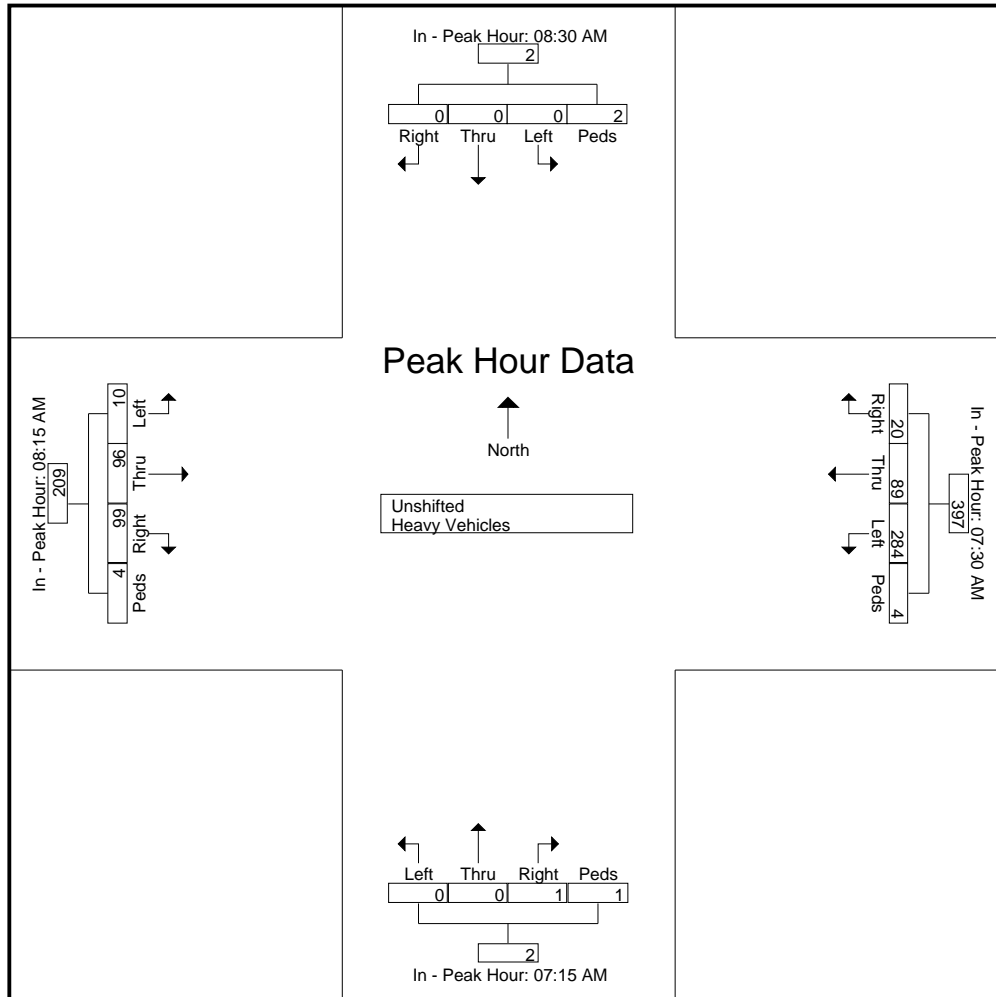 In - Peak Hour: 08:30 AM
2
0 0 0 2
Right Thru Left Peds
Peak Hour Data
North
Unshifted
Heavy Vehicles
In - Peak Hour: 08:15 AM
209
10 96 99 4
Left Thru Right Peds
In - Peak Hour: 07:30 AM
397
20 89 284 4
Right Thru Left Peds
Left Thru Right Peds
0 0 1 1
2
In - Peak Hour: 07:15 AM